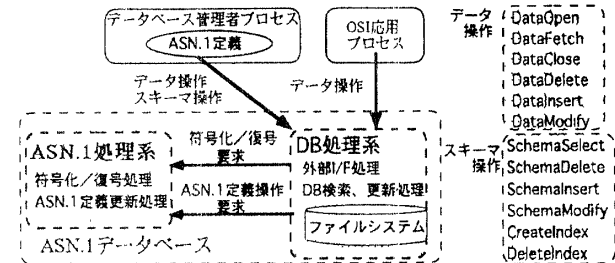 データベース管理者プロセス
ASN.1定義
OSI応用
プロセス
データ操作
スキーマ操作
データ操作
ASN.1処理系
符号化／復号処理
ASN.1定義更新処理
符号化／復号
要求
ASN.1定義操作
要求
DB処理系
外部I/F処理
DB検索、更新処理
ファイルシステム
ASN.1データベース
データ
操作
DataOpen
DataFetch
DataClose
DataDelete
DataInsert
DataModify
スキーマ
操作
SchemaSelect
SchemaDelete
SchemaInsert
SchemaModify
CreateIndex
DeleteIndex